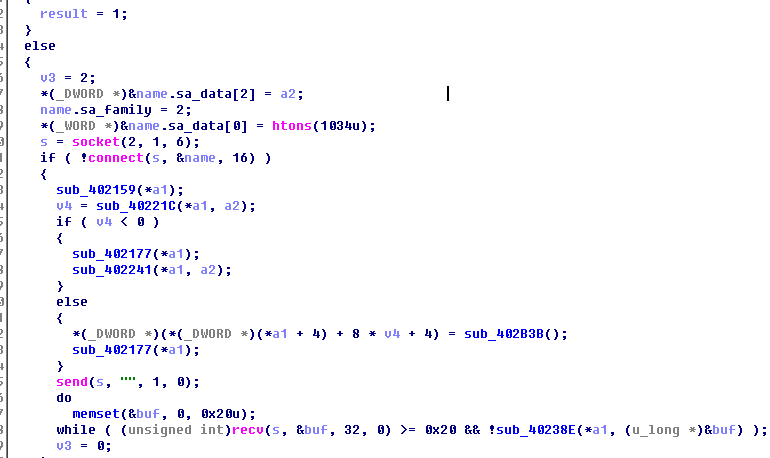 {
result = 1;
}
else
{
v3 = 2;
*(_DWORD *)&name.sa_data[2] = a2;
name.sa_family = 2;
*(_WORD *)&name.sa_data[0] = htons(1034u);
s = socket(2, 1, 6);
if ( !connect(s, &name, 16) )
{
sub_402159(*a1);
v4 = sub_40221C(*a1, a2);
if ( v4 < 0 )
{
sub_402177(*a1);
sub_402241(*a1, a2);
}
else
{
*(_DWORD *)(*(_DWORD *)(*a1 + 4) + 8 * v4 + 4) = sub_402B3B();
sub_402177(*a1);
}
send(s, "", 1, 0);
do
memset(&buf, 0, 0x20u);
while ( (unsigned int)recv(s, &buf, 32, 0) >= 0x20 && !sub_40238E(*a1, (u_long *)&buf) );
v3 = 0;